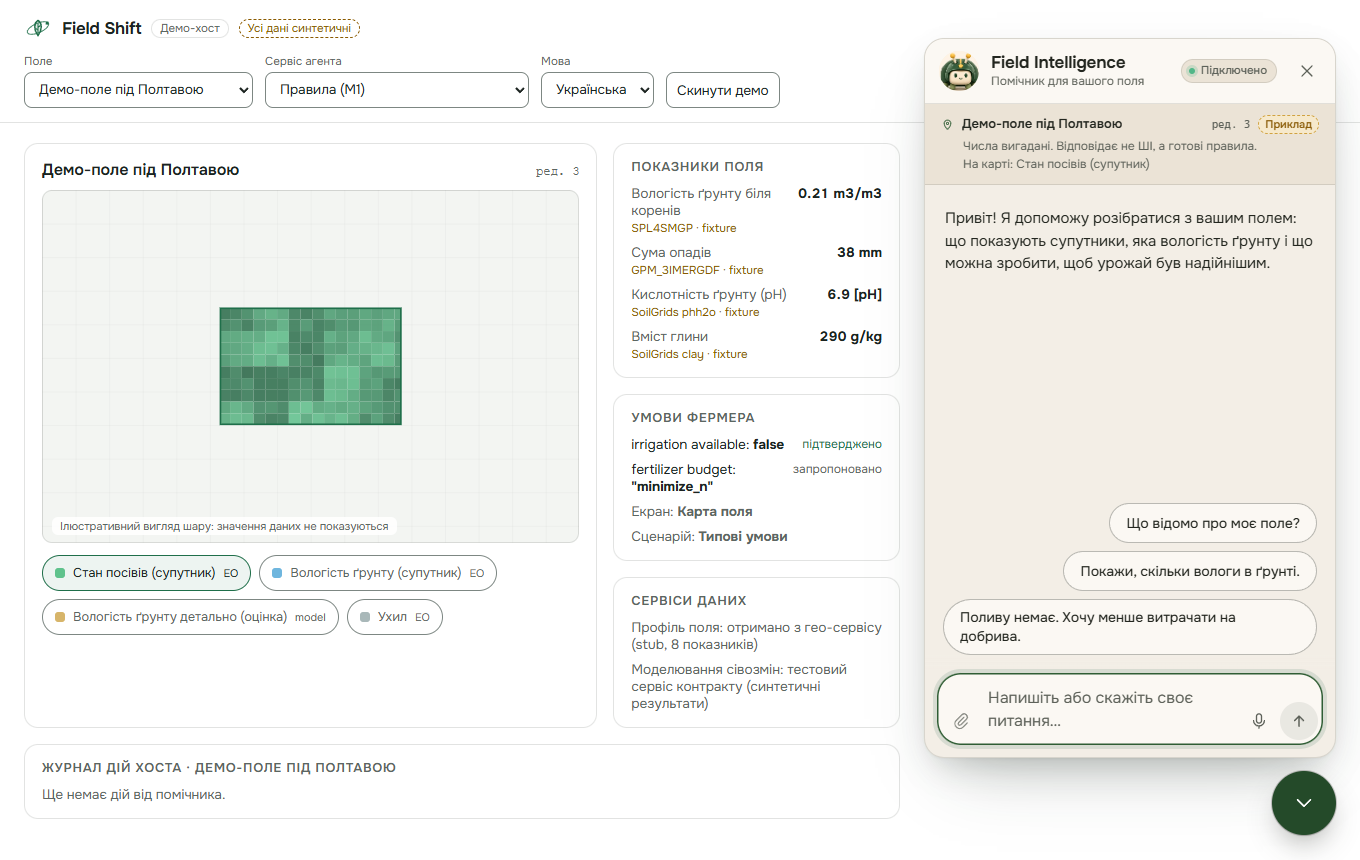 Field Shift
Демо-хост
Усі дані синтетичні
Поле
Сервіс агента
Мова
Демо-поле під Полтавою
Правила (М1)
Українська
Скинути демо
Демо-поле під Полтавою
ред. 3
Ілюстративний вигляд шару: значення даних не показуються
Стан посівів (супутник) EO
Вологість ґрунту (супутник) EO
Вологість ґрунту детально (оцінка) model
Ухил EO
ПОКАЗНИКИ ПОЛЯ
Вологість ґрунту біля
коренів
0.21 m3/m3
SPL4SMGP · fixture
Сума опадів
38 mm
GPM_3IMERGDF · fixture
Кислотність ґрунту (pH)
6.9 [pH]
SoilGrids phh2o · fixture
Вміст глини
290 g/kg
SoilGrids clay · fixture
УМОВИ ФЕРМЕРА
irrigation available: false
підтверджено
fertilizer budget:
"minimize_n"
запропоновано
Екран: Карта поля
Сценарій: Типові умови
СЕРВІСИ ДАНИХ
Профіль поля: отримано з гео-сервісу
(stub, 8 показників)
Моделювання сівозмін: тестовий
сервіс контракту (синтетичні
результати)
ЖУРНАЛ ДІЙ ХОСТА · ДЕМО-ПОЛЕ ПІД ПОЛТАВОЮ
Ще немає дій від помічника.
Field Intelligence
Помічник для вашого поля
Підключено
Демо-поле під Полтавою
ред. 3
Приклад
Числа вигадані. Відповідає не ШІ, а готові правила.
На карті: Стан посівів (супутник)
Привіт! Я допоможу розібратися з вашим полем:
що показують супутники, яка вологість ґрунту і що
можна зробити, щоб урожай був надійнішим.
Що відомо про моє поле?
Покажи, скільки вологи в ґрунті.
Поливу немає. Хочу менше витрачати на
добрива.
Напишіть або скажіть своє
питання...